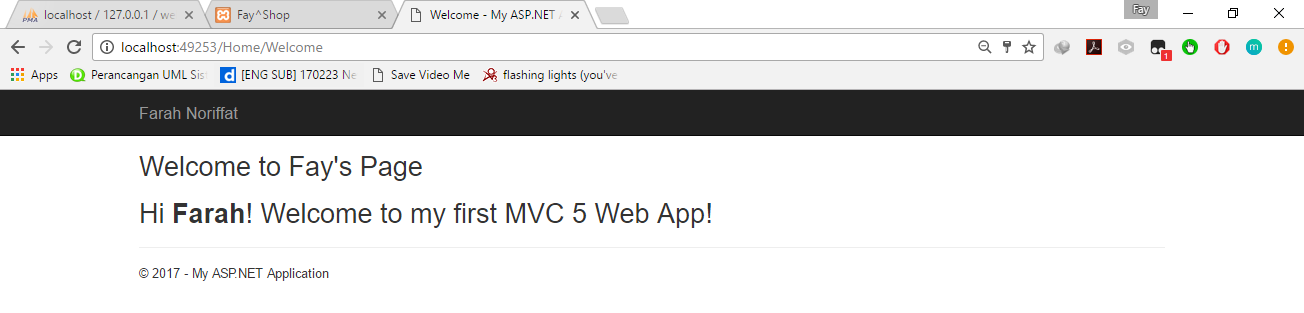 PMA localhost / 127.0.0.1 / we
Fay^Shop
Welcome - My ASP.NET A
Fay
localhost:49253/Home/Welcome
1
m
Apps
D Perancangan UML Sis
d [ENG SUB] 170223 Ne
Save Video Me
flashing lights (you've
Farah Noriffat
Welcome to Fay's Page
Hi Farah! Welcome to my first MVC 5 Web App!
© 2017 - My ASP.NET Application